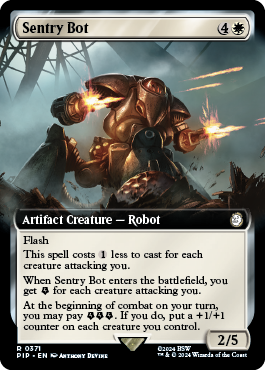 Sentry Bot 4
Artifact Creature — Robot
Flash
This spell costs 1 less to cast for each
creature attacking you.
When Sentry Bot enters the battlefield, you
get for each creature attacking you.
At the beginning of combat on your turn,
you may pay . If you do, put a +1/+1
counter on each creature you control.
2/5
R 0371
PIP • EN Anthony Devine
©2024 BSW
™ & © 2024 Wizards of the Coast